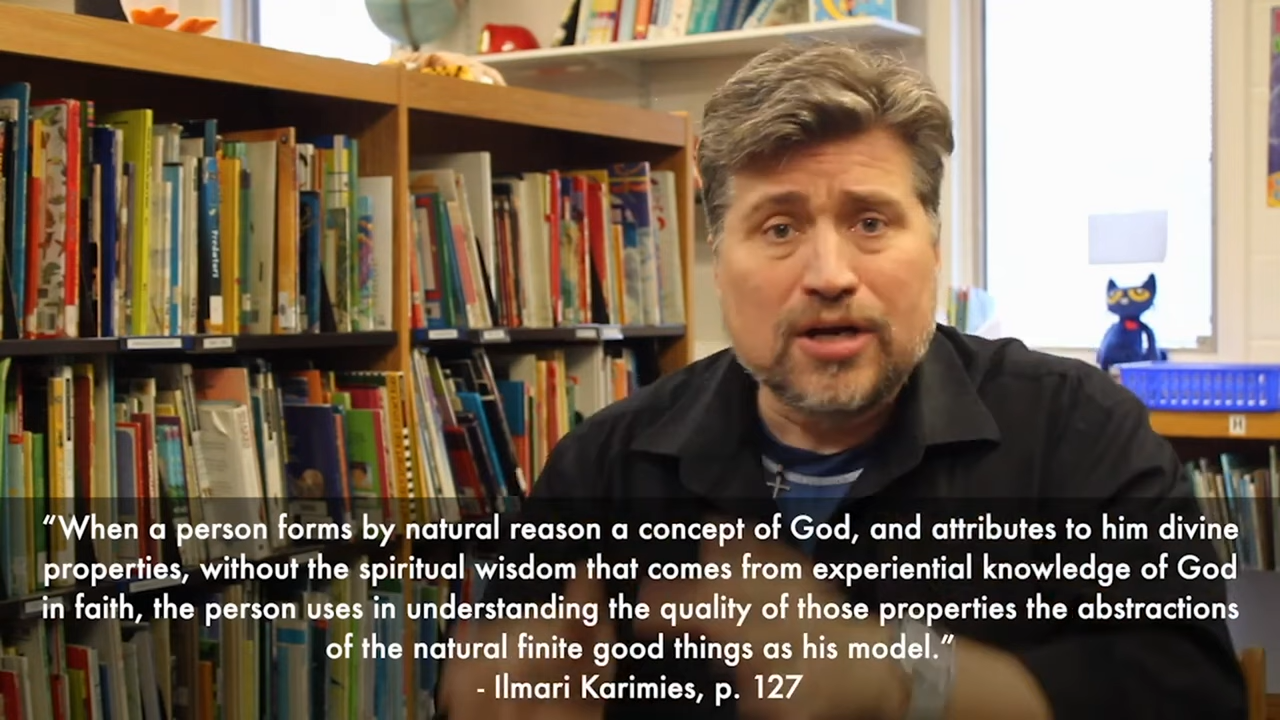 Predators
“When a person forms by natural reason a concept of God, and attributes to him divine
properties, without the spiritual wisdom that comes from experiential knowledge of God
in faith, the person uses in understanding the quality of those properties the abstractions
of the natural finite good things as his model.”
- Ilmari Karimies, p. 127
H